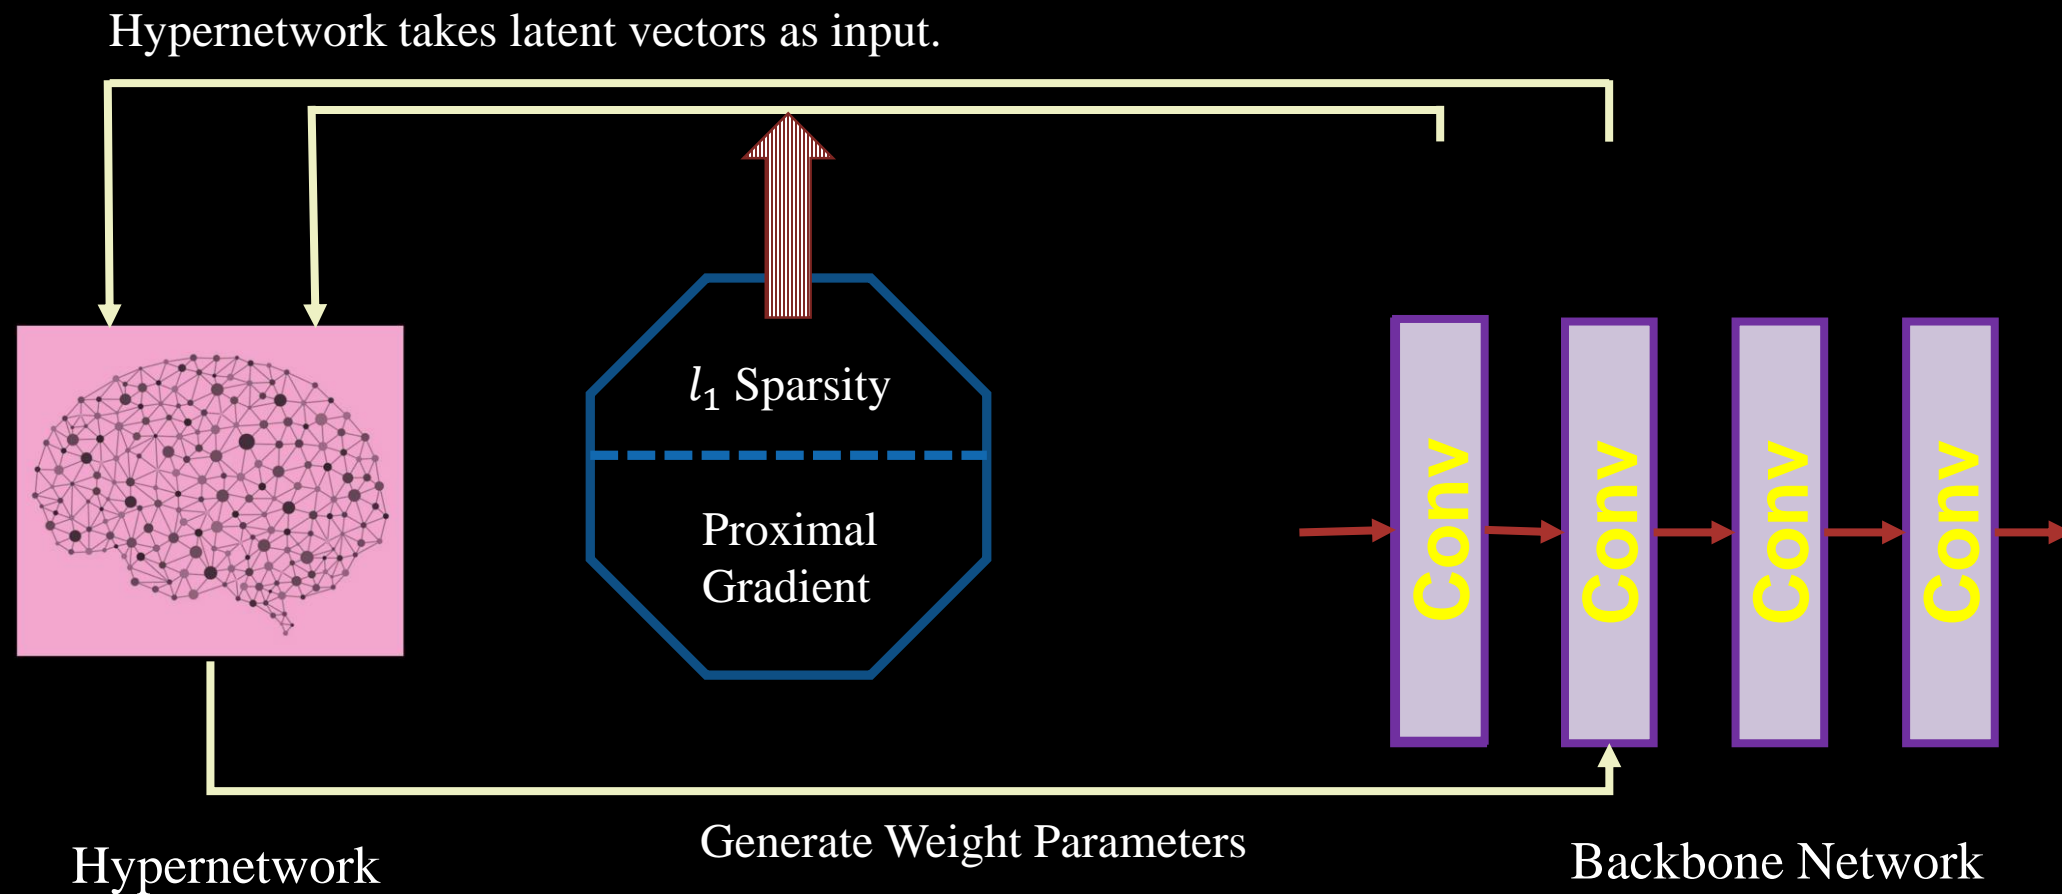 Hypernetwork takes latent vectors as input.
l₁ Sparsity
Proximal
Gradient
Conv
Conv
Conv
Conv
Generate Weight Parameters
Hypernetwork
Backbone Network